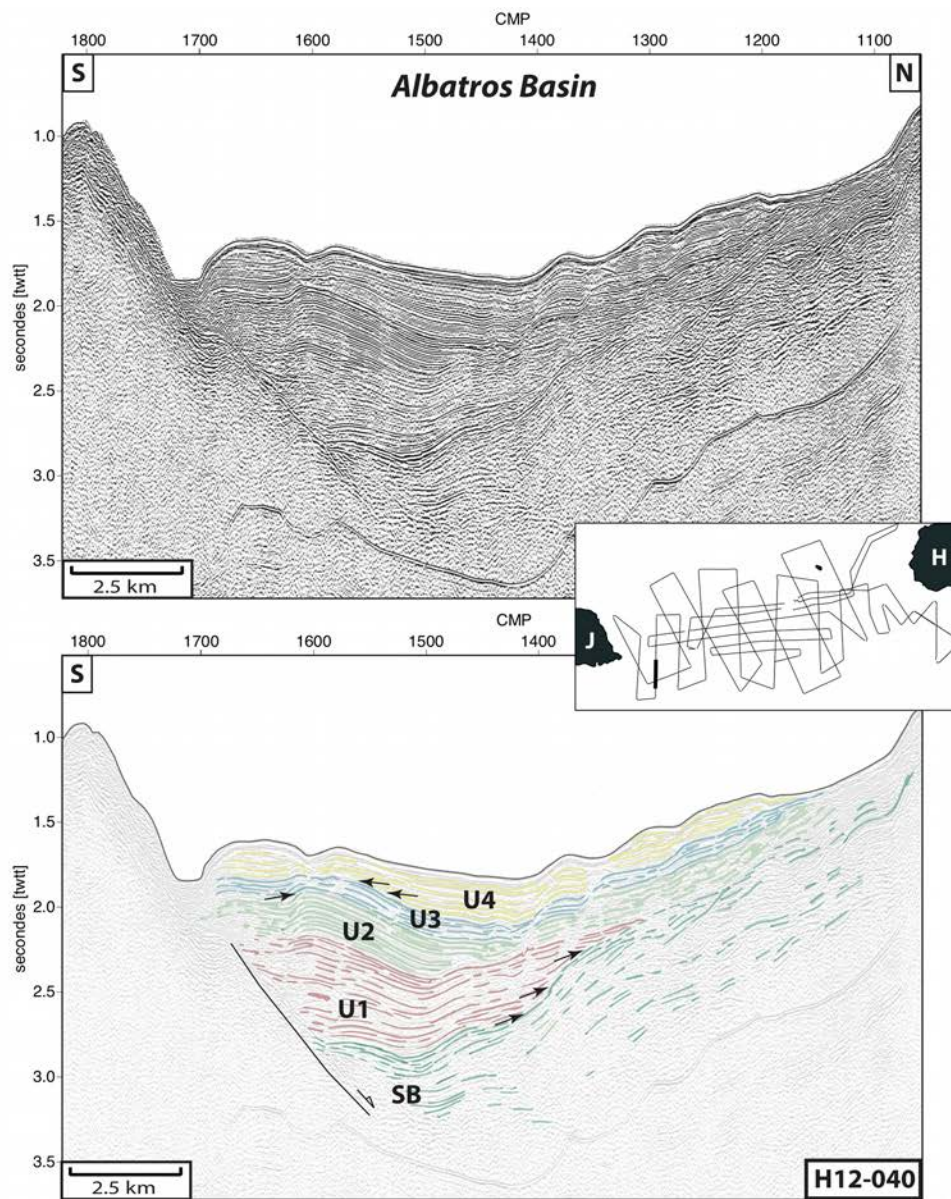 CMP
1800 1700 1600 1500 1400 1300 1200 1100
S
Albatros Basin
N
secondes [twtt]
1.0
1.5
2.0
2.5
3.0
3.5
2.5 km
H
J
CMP
1800 1700 1600 1500 1400
S
secondes [twtt]
1.0
1.5
2.0
2.5
3.0
3.5
U4
U3
U2
U1
SB
2.5 km
H12-040